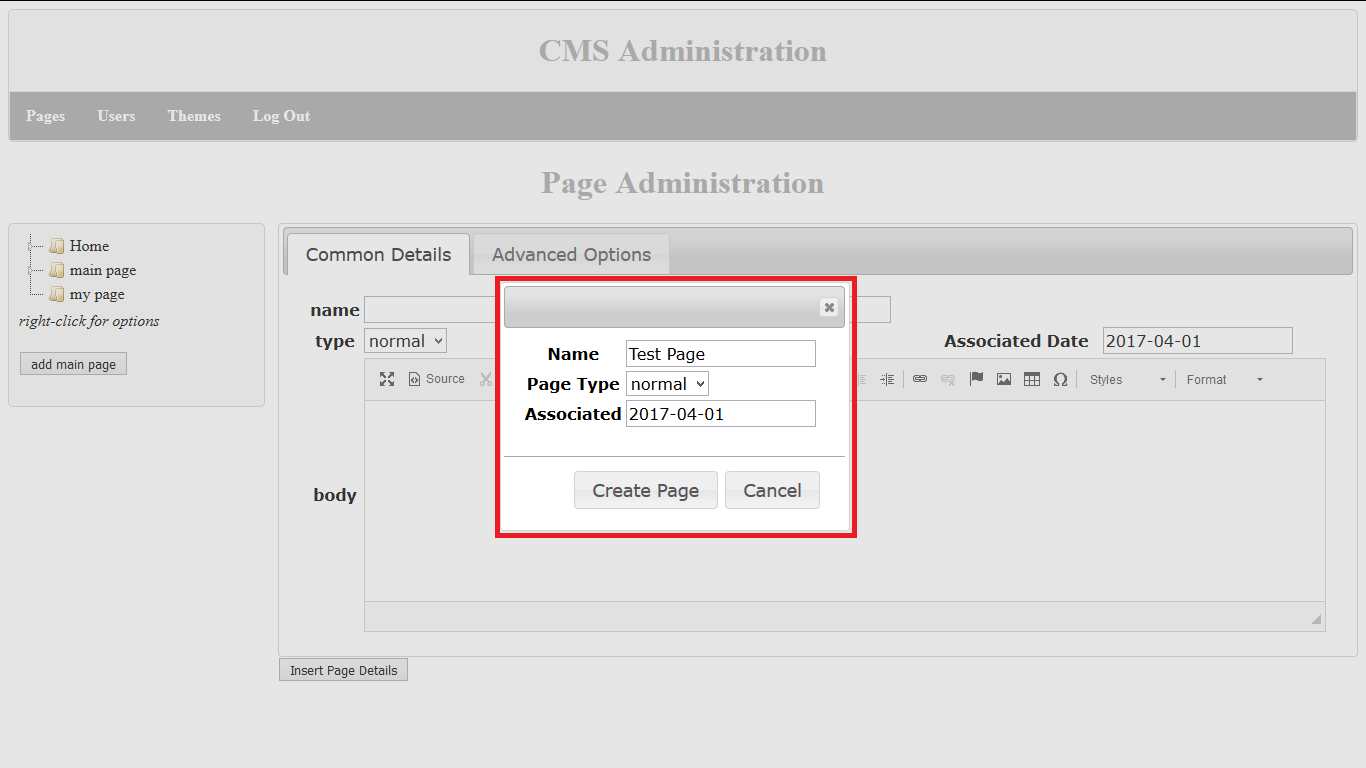 CMS Administration
Pages Users Themes Log Out
Page Administration
Home
main page
my page
right-click for options
add main page
Common Details Advanced Options
name
type normal Associated Date 2017-04-01
Source Styles Format
body
Insert Page Details
Name Test Page
Page Type normal
Associated 2017-04-01
Create Page Cancel